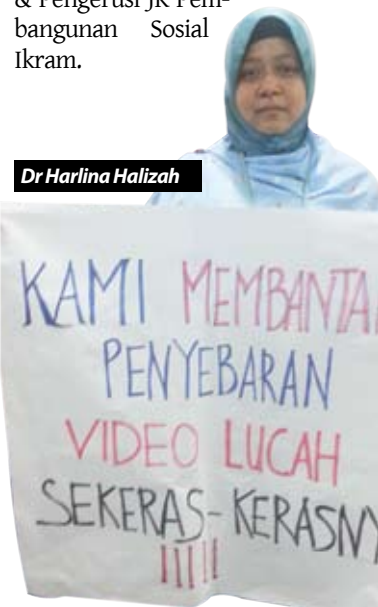 & Pengerusi JK Pem-
bangunan Sosial
Ikram.
Dr Harlina Halizah
KAMI MEMBANTA
PENYEBARAN
VIDEO LUCAH
SEKERAS-KERASNY
!!!!!